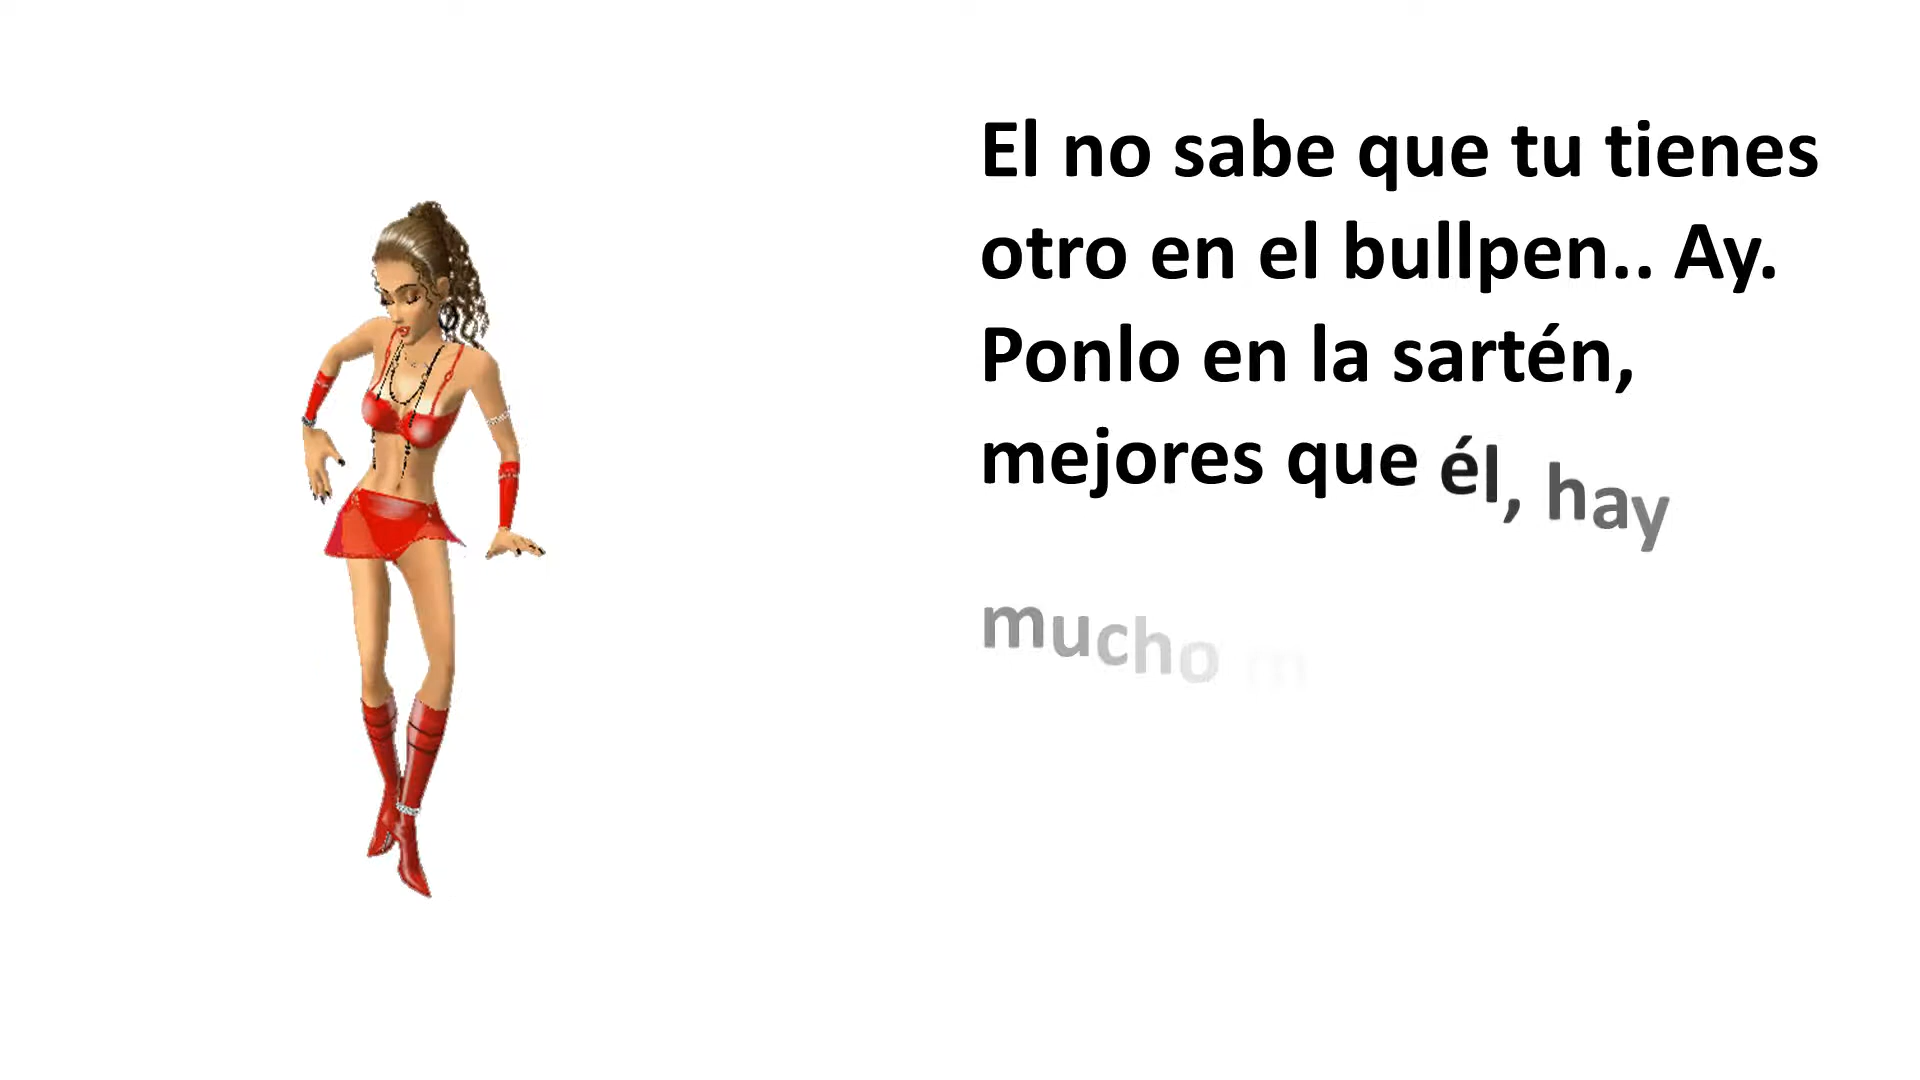 El no sabe que tu tienes
otro en el bullpen.. Ay.
Ponlo en la sartén,
mejores que él, hay
mucho